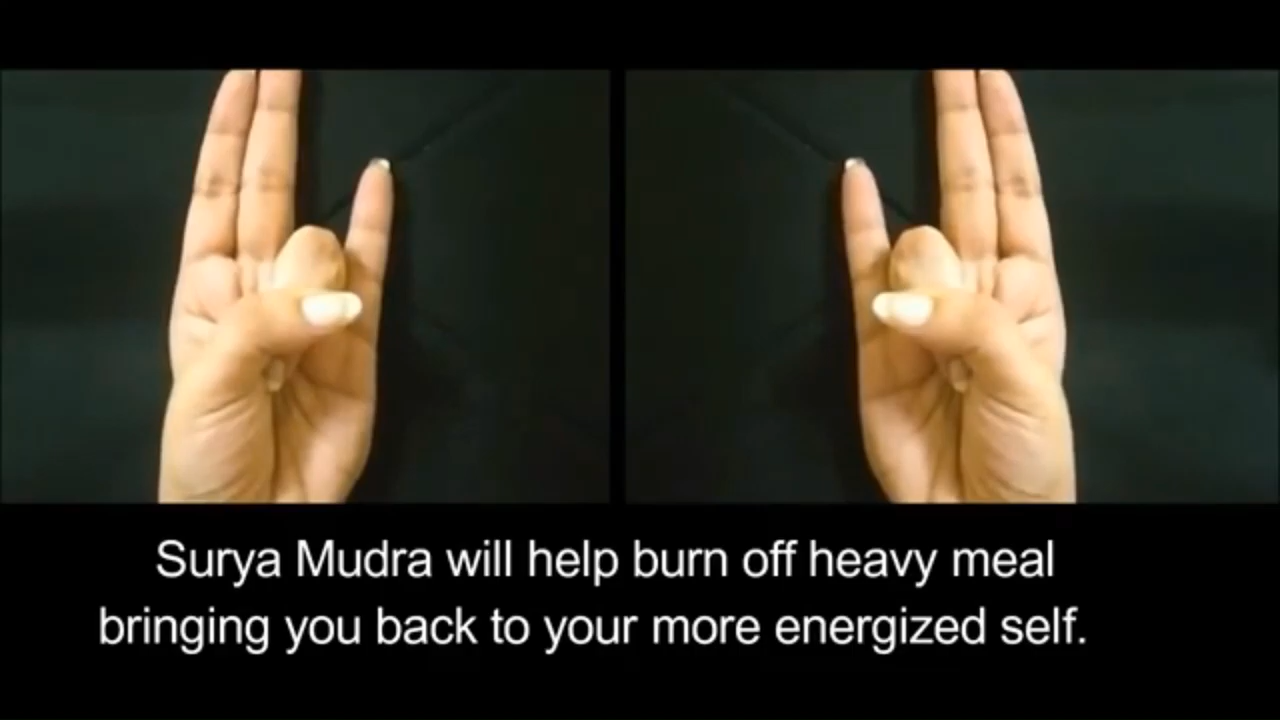 Surya Mudra will help burn off heavy meal
bringing you back to your more energized self.